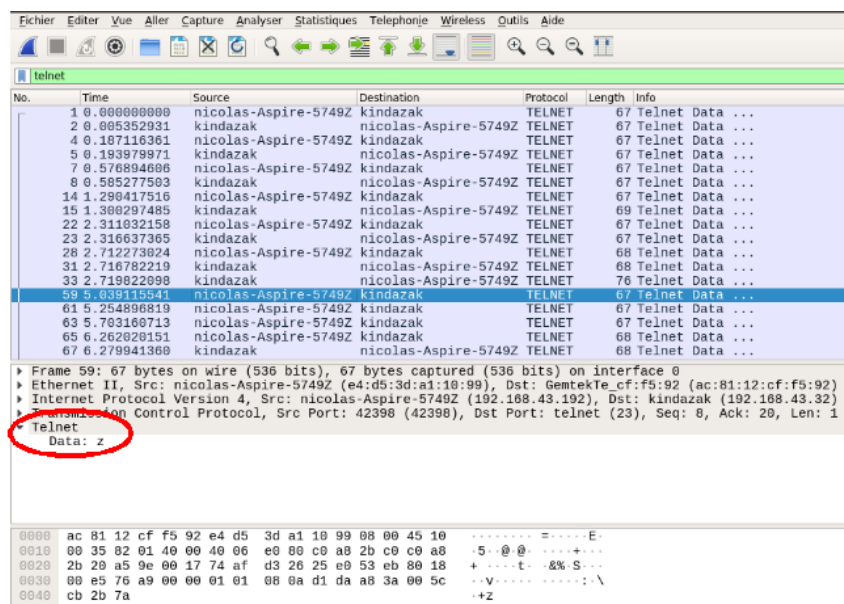 Fichier Editer Vue Aller Capture Analyser Statistiques Telephonie Wireless Outils Aide
telnet
No. Time Source Destination Protocol Length Info
1 0.000000000 nicolas-Aspire-5749Z kindazak TELNET 67 Telnet Data ...
2 0.005352931 kindazak nicolas-Aspire-5749Z TELNET 67 Telnet Data ...
4 0.187116361 nicolas-Aspire-5749Z kindazak TELNET 67 Telnet Data ...
5 0.193979971 kindazak nicolas-Aspire-5749Z TELNET 67 Telnet Data ...
7 0.576894606 nicolas-Aspire-5749Z kindazak TELNET 67 Telnet Data ...
8 0.585277503 kindazak nicolas-Aspire-5749Z TELNET 67 Telnet Data ...
14 1.290417516 nicolas-Aspire-5749Z kindazak TELNET 67 Telnet Data ...
15 1.300297485 kindazak nicolas-Aspire-5749Z TELNET 69 Telnet Data ...
22 2.311032158 nicolas-Aspire-5749Z kindazak TELNET 67 Telnet Data ...
23 2.316637365 kindazak nicolas-Aspire-5749Z TELNET 67 Telnet Data ...
28 2.712273024 nicolas-Aspire-5749Z kindazak TELNET 68 Telnet Data ...
31 2.716782219 kindazak nicolas-Aspire-5749Z TELNET 68 Telnet Data ...
33 2.719822098 kindazak nicolas-Aspire-5749Z TELNET 76 Telnet Data ...
59 5.039115541 nicolas-Aspire-5749Z kindazak TELNET 67 Telnet Data ...
61 5.254896819 nicolas-Aspire-5749Z kindazak TELNET 67 Telnet Data ...
63 5.703160713 nicolas-Aspire-5749Z kindazak TELNET 67 Telnet Data ...
65 6.262020151 nicolas-Aspire-5749Z kindazak TELNET 68 Telnet Data ...
67 6.279941360 kindazak nicolas-Aspire-5749Z TELNET 68 Telnet Data ...
Frame 59: 67 bytes on wire (536 bits), 67 bytes captured (536 bits) on interface 0
Ethernet II, Src: nicolas-Aspire-5749Z (e4:d5:3d:a1:10:99), Dst: GemtekTe_cf:f5:92 (ac:81:12:cf:f5:92)
Internet Protocol Version 4, Src: nicolas-Aspire-5749Z (192.168.43.192), Dst: kindazak (192.168.43.32)
Transmission Control Protocol, Src Port: 42398 (42398), Dst Port: telnet (23), Seq: 8, Ack: 20, Len: 1
Telnet
Data: z
0000 ac 81 12 cf f5 92 e4 d5 3d a1 10 99 08 00 45 10 ········ =·····E·
0010 00 35 82 01 40 00 40 06 e0 80 c0 a8 2b c0 c0 a8 ·5··@·@· ····+···
0020 2b 20 a5 9e 00 17 74 af d3 26 25 e0 53 eb 80 18 + ····t· ·&%·S···
0030 00 e5 76 a9 00 00 01 01 08 0a d1 da a8 3a 00 5c ··v····· ·····:·\
0040 cb 2b 7a ·+z